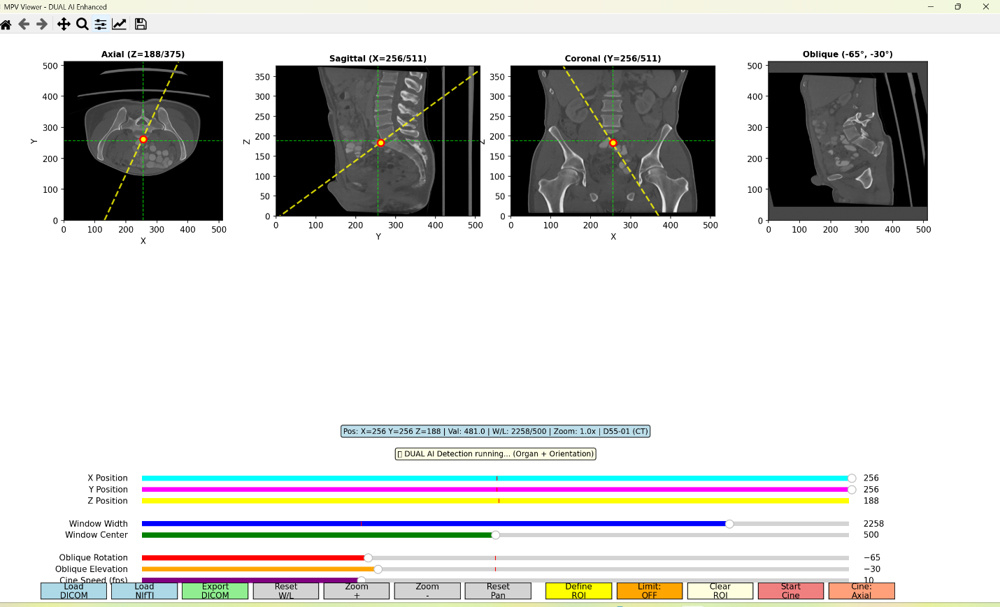 MPV Viewer - DUAL AI Enhanced
Axial (Z=188/375)
500
400
300
200
100
0
Y
0 100 200 300 400 500
X
Sagittal (X=256/511)
350
300
250
200
150
100
50
0
Z
0 100 200 300 400 500
Y
Coronal (Y=256/511)
350
300
250
200
150
100
50
0
Z
0 100 200 300 400 500
X
Oblique (-65°, -30°)
500
400
300
200
100
0
0 100 200 300 400 500
Pos: X=256 Y=256 Z=188 | Val: 481.0 | W/L: 2258/500 | Zoom: 1.0x | D55-01 (CT)
DUAL AI Detection running... (Organ + Orientation)
X Position 256
Y Position 256
Z Position 188
Window Width 2258
Window Center 500
Oblique Rotation −65
Oblique Elevation −30
Cine Speed (fps) 10
Load
DICOM
Load
NIfTI
Export
DICOM
Reset
W/L
Zoom
+
Zoom
-
Reset
Pan
Define
ROI
Limit:
OFF
Clear
ROI
Start
Cine
Cine:
Axial